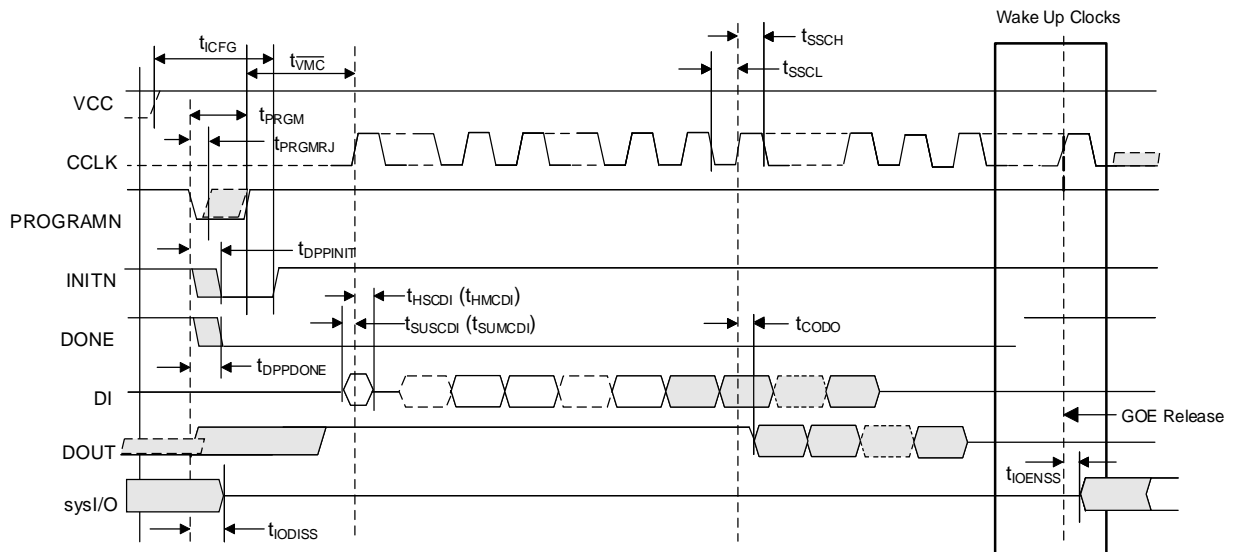 Wake Up Clocks
tICFG
tVMC
tSSCH
tSSCL
VCC
tPRGM
tPRGMRJ
CCLK
PROGRAMN
tDPPINIT
INITN
tHSCDI (tHMCDI)
tSUSCDI (tSUMCDI)
tCODO
DONE
tDPPDONE
DI
GOE Release
DOUT
tIOENSS
sysI/O
tIODISS